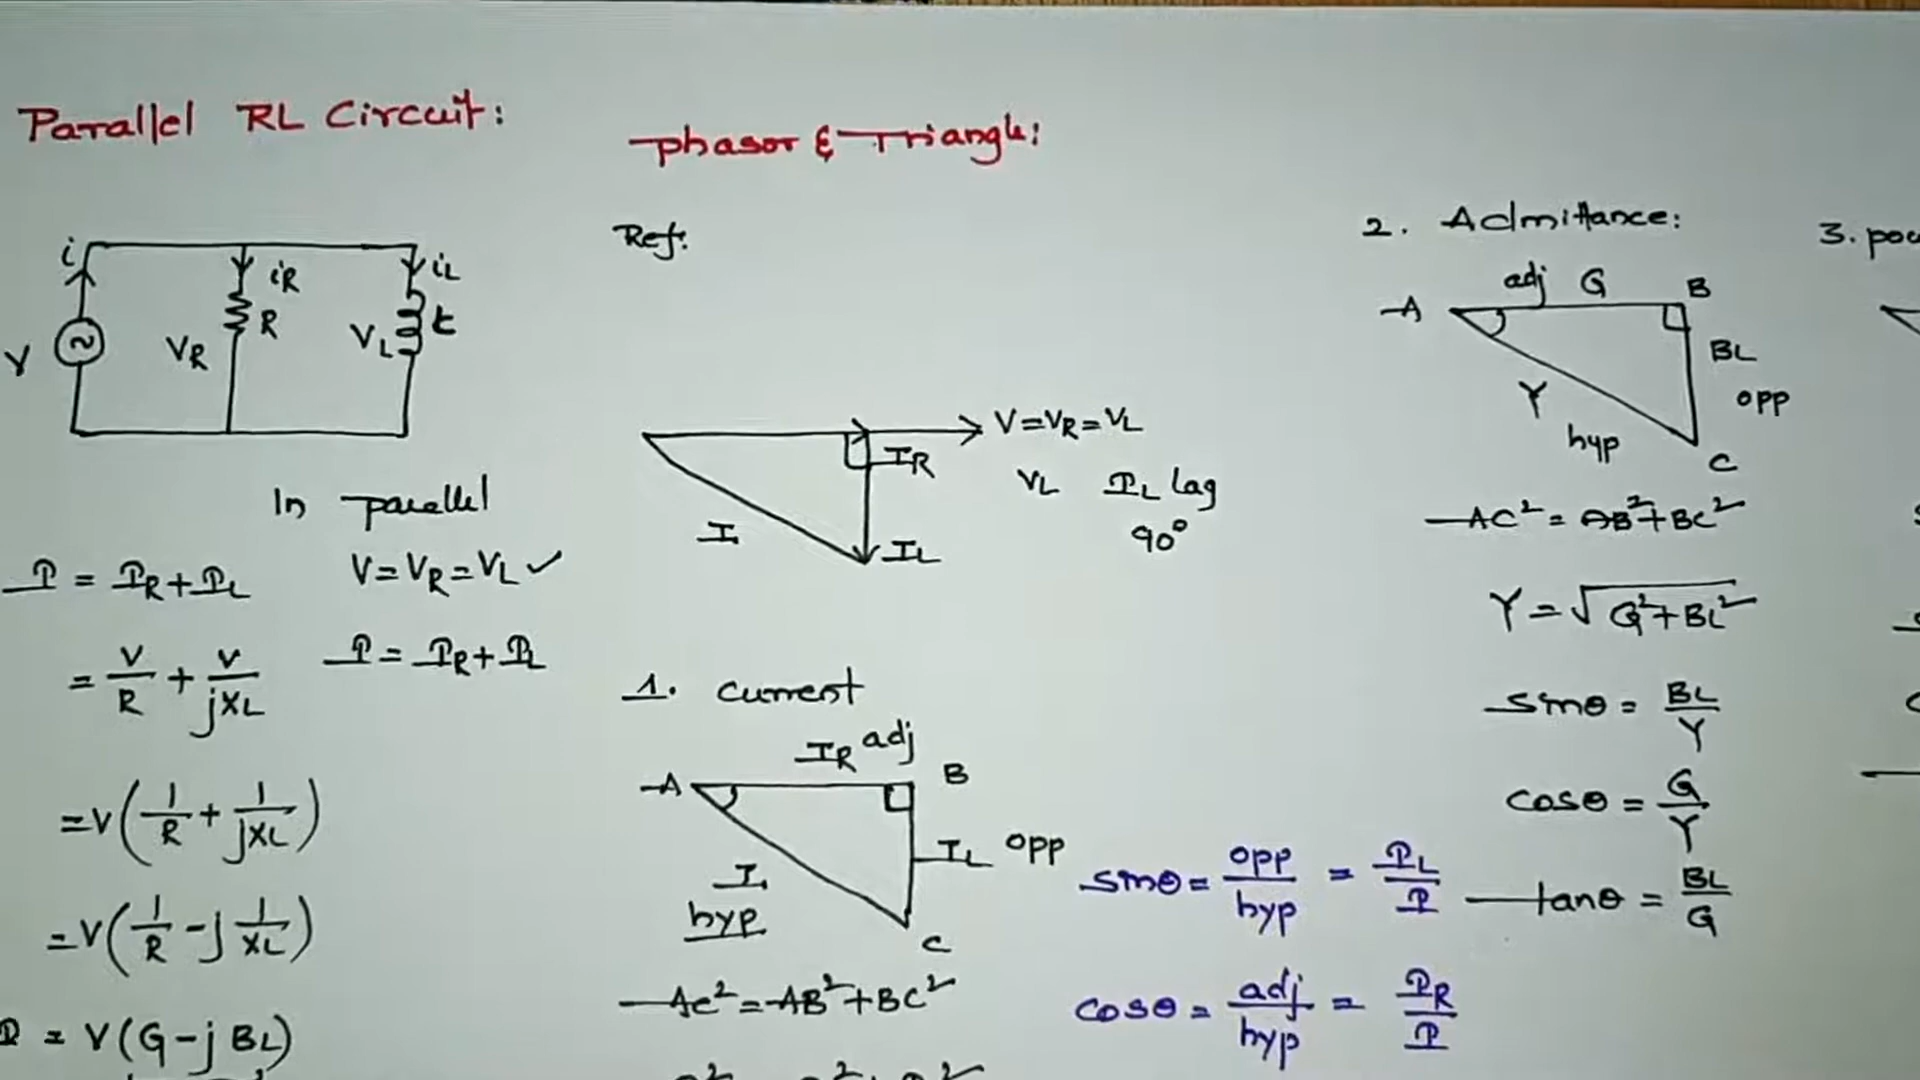 Parallel RL Circuit:
i
iR
iL
V
VR
R
VL
In parallel
I = IR+IL
V=VR=VL ✓
= V/R + V/jXL
I = IR+IL
=V(1/R + 1/jXL)
=V(1/R - j 1/XL)
I = V(G-j BL)
Phasor & Triangle:
Ref:
V=VR=VL
IR
VL IL lag
90°
I
IL
1. Current
IR adj
A
B
IL opp
I
hyp
C
AC²=AB²+BC²
Sinθ = opp/hyp = IL/I
Cosθ = adj/hyp = IR/I
2. Admittance:
adj G
A
B
BL
opp
Y
hyp
C
AC² = AB²+BC²
Y=√G²+BL²
Sinθ = BL/Y
Cosθ = G/Y
tanθ = BL/G